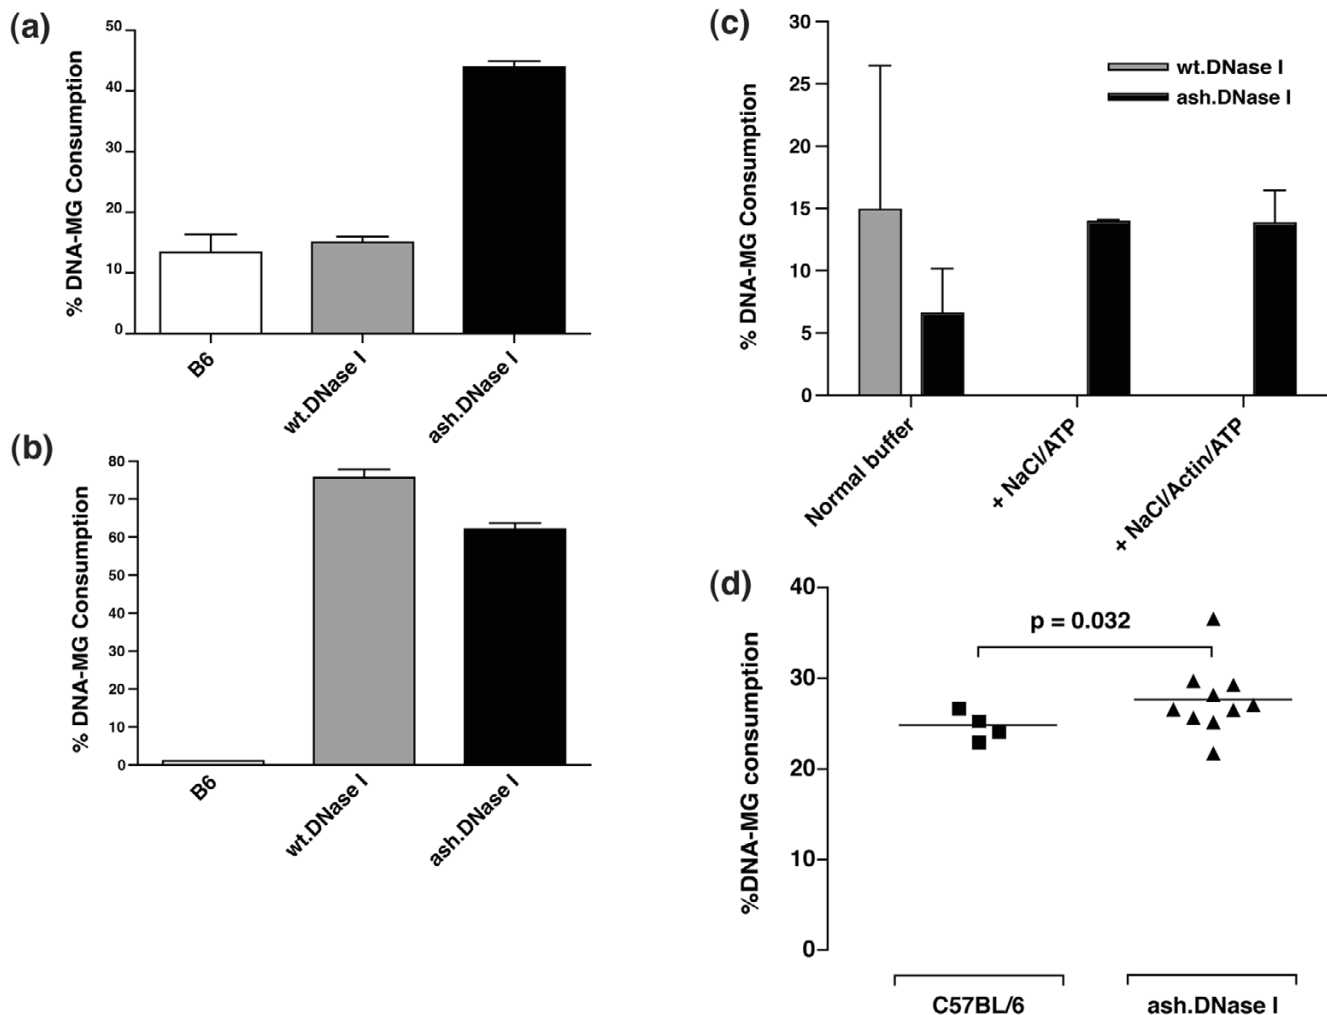 (a)
% DNA-MG Consumption
50
40
30
20
10
0
B6
wt.DNase I
ash.DNase I
(b)
% DNA-MG Consumption
80
70
60
50
40
30
20
10
0
B6
wt.DNase I
ash.DNase I
(c)
% DNA-MG Consumption
30
25
20
15
10
5
0
wt.DNase I
ash.DNase I
Normal buffer
+ NaCl/ATP
+ NaCl/Actin/ATP
(d)
%DNA-MG consumption
40
30
20
10
0
p = 0.032
C57BL/6
ash.DNase I